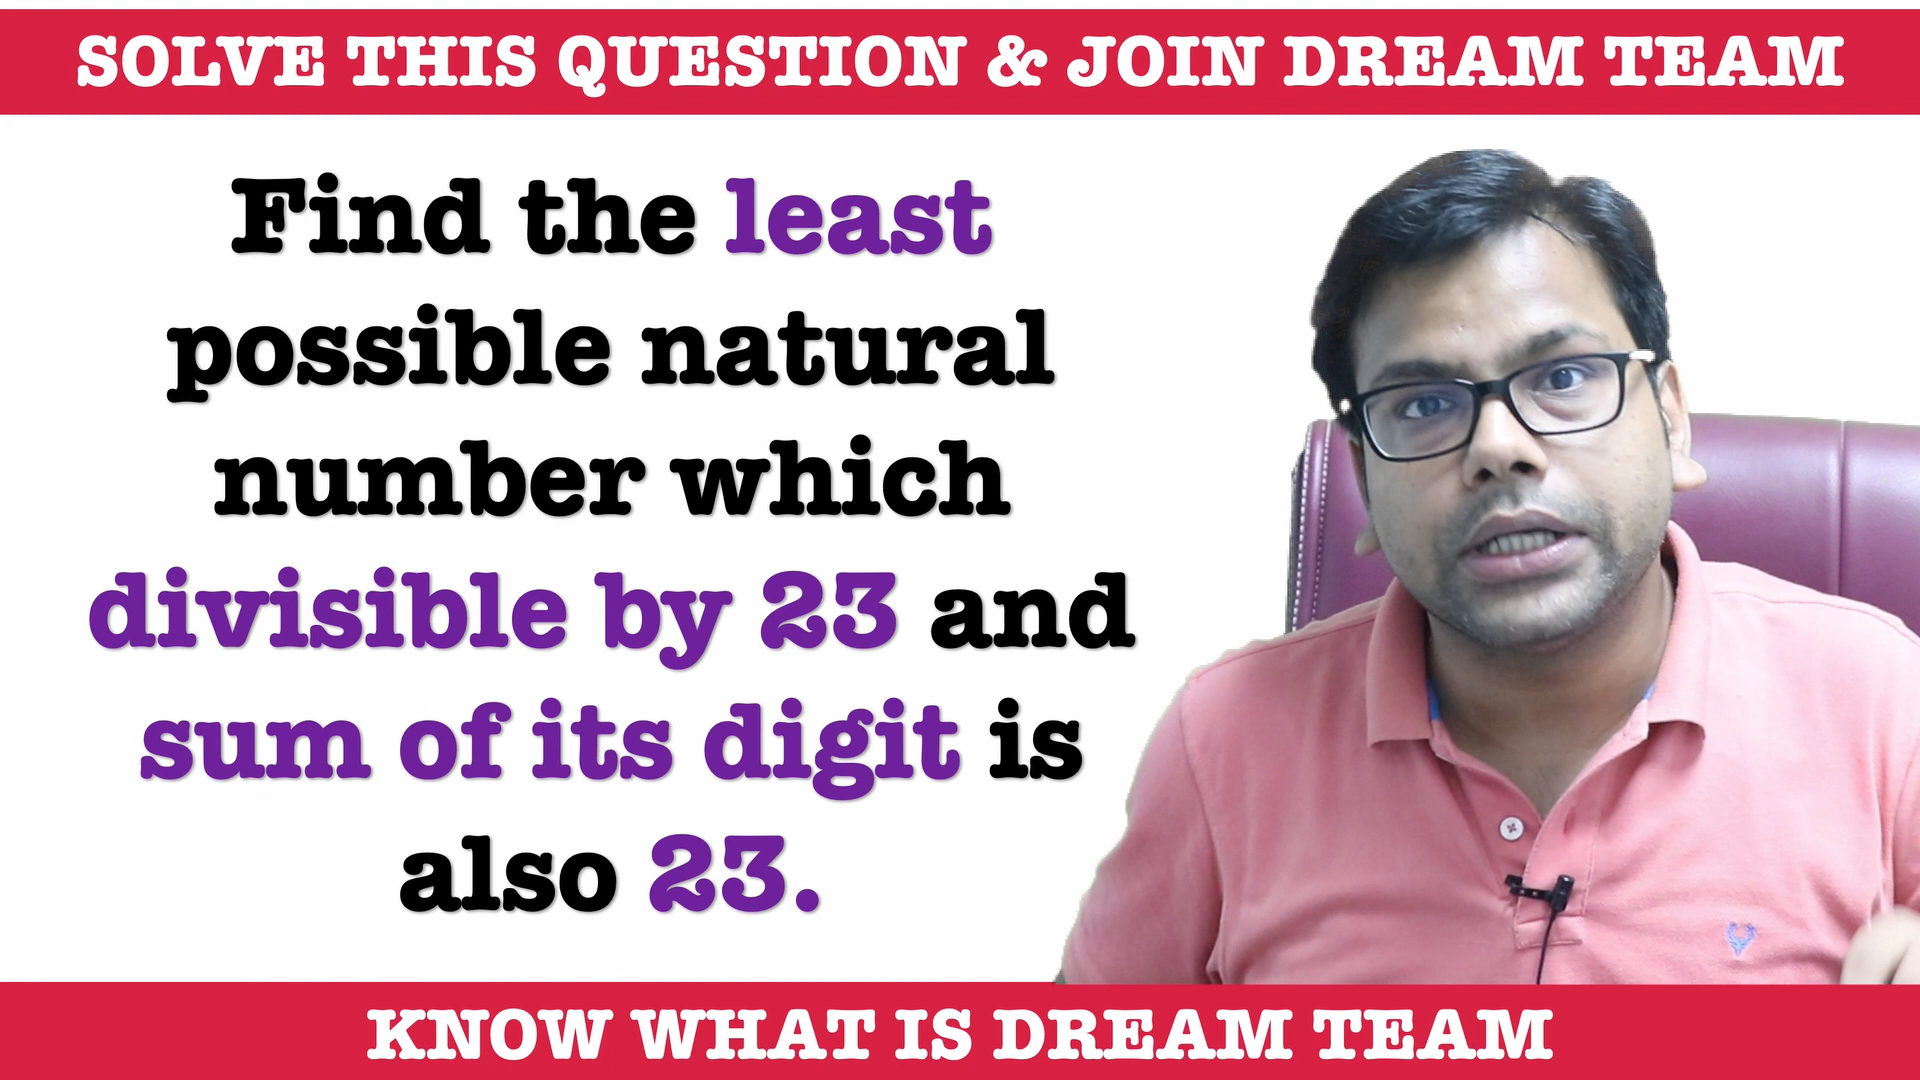 SOLVE THIS QUESTION & JOIN DREAM TEAM
Find the least
possible natural
number which
divisible by 23 and
sum of its digit is
also 23.
KNOW WHAT IS DREAM TEAM